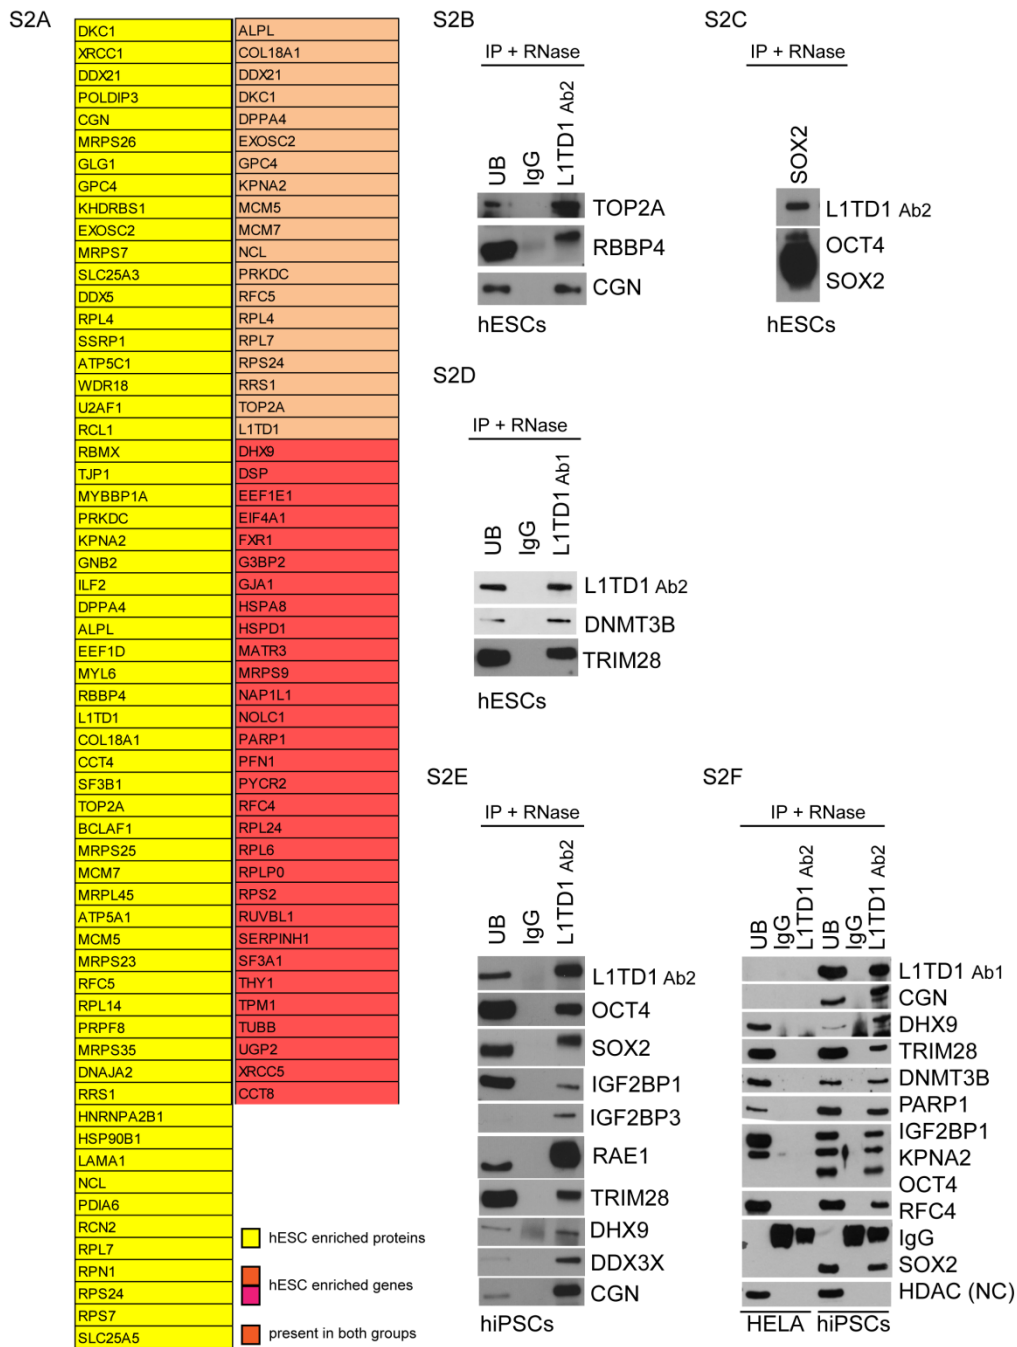 S2A
DKC1
XRCC1
DDX21
POLDIP3
CGN
MRPS26
GLG1
GPC4
KHDRBS1
EXOSC2
MRPS7
SLC25A3
DDX5
RPL4
SSRP1
ATP5C1
WDR18
U2AF1
RCL1
RBMX
TJP1
MYBBP1A
PRKDC
KPNA2
GNB2
ILF2
DPPA4
ALPL
EEF1D
MYL6
RBBP4
L1TD1
COL18A1
CCT4
SF3B1
TOP2A
BCLAF1
MRPS25
MCM7
MRPL45
ATP5A1
MCM5
MRPS23
RFC5
RPL14
PRPF8
MRPS35
DNAJA2
RRS1
HNRNPA2B1
HSP90B1
LAMA1
NCL
PDIA6
RCN2
RPL7
RPN1
RPS24
RPS7
SLC25A5
ALPL
COL18A1
DDX21
DKC1
DPPA4
EXOSC2
GPC4
KPNA2
MCM5
MCM7
NCL
PRKDC
RFC5
RPL4
RPL7
RPS24
RRS1
TOP2A
L1TD1
DHX9
DSP
EEF1E1
EIF4A1
FXR1
G3BP2
GJA1
HSPA8
HSPD1
MATR3
MRPS9
NAP1L1
NOLC1
PARP1
PFN1
PYCR2
RFC4
RPL24
RPL6
RPLP0
RPS2
RUVBL1
SERPINH1
SF3A1
THY1
TPM1
TUBB
UGP2
XRCC5
CCT8
hESC enriched proteins
hESC enriched genes
present in both groups
S2B
IP + RNase
UB
IgG
L1TD1 Ab2
TOP2A
RBBP4
CGN
hESCs
S2C
IP + RNase
SOX2
L1TD1 Ab2
OCT4
SOX2
hESCs
S2D
IP + RNase
UB
IgG
L1TD1 Ab1
L1TD1 Ab2
DNMT3B
TRIM28
hESCs
S2E
IP + RNase
UB
IgG
L1TD1 Ab2
L1TD1 Ab2
OCT4
SOX2
IGF2BP1
IGF2BP3
RAE1
TRIM28
DHX9
DDX3X
CGN
hiPSCs
S2F
IP + RNase
UB
IgG
L1TD1 Ab2
UB
IgG
L1TD1 Ab2
L1TD1 Ab1
CGN
DHX9
TRIM28
DNMT3B
PARP1
IGF2BP1
KPNA2
OCT4
RFC4
IgG
SOX2
HDAC (NC)
HELA hiPSCs